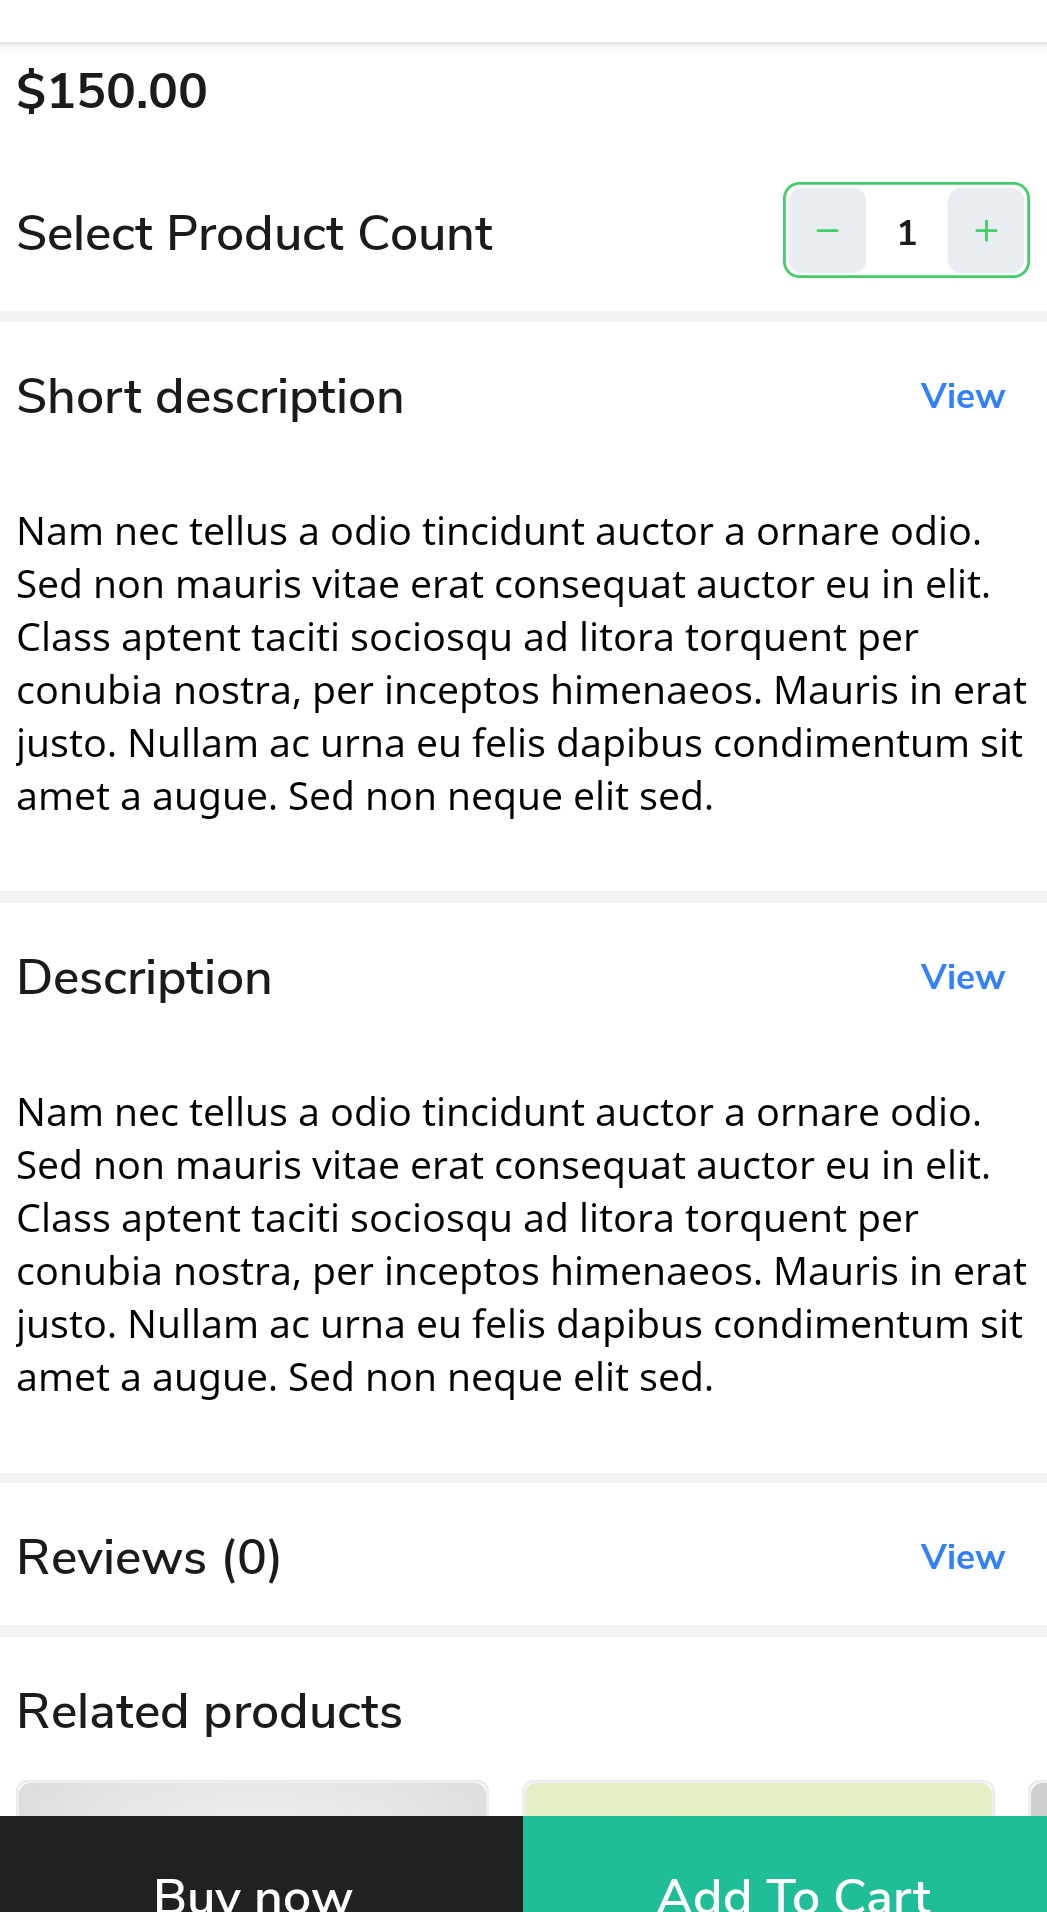 $150.00
Select Product Count
− 1 +
Short description View
Nam nec tellus a odio tincidunt auctor a ornare odio.
Sed non mauris vitae erat consequat auctor eu in elit.
Class aptent taciti sociosqu ad litora torquent per
conubia nostra, per inceptos himenaeos. Mauris in erat
justo. Nullam ac urna eu felis dapibus condimentum sit
amet a augue. Sed non neque elit sed.
Description View
Nam nec tellus a odio tincidunt auctor a ornare odio.
Sed non mauris vitae erat consequat auctor eu in elit.
Class aptent taciti sociosqu ad litora torquent per
conubia nostra, per inceptos himenaeos. Mauris in erat
justo. Nullam ac urna eu felis dapibus condimentum sit
amet a augue. Sed non neque elit sed.
Reviews (0) View
Related products
Buy now Add To Cart